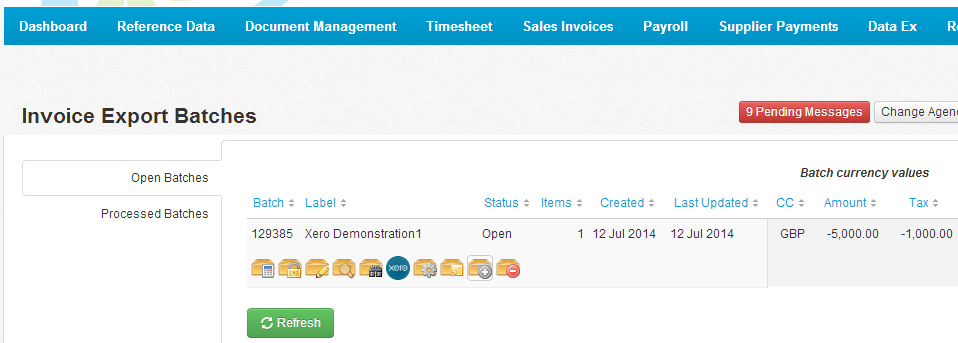 Dashboard Reference Data Document Management Timesheet Sales Invoices Payroll Supplier Payments Data Ex
Invoice Export Batches
9 Pending Messages Change Agen
Open Batches
Processed Batches
Batch currency values
Batch Label Status Items Created Last Updated CC Amount Tax
129385 Xero Demonstration1 Open 1 12 Jul 2014 12 Jul 2014 GBP -5,000.00 -1,000.00
xero
Refresh